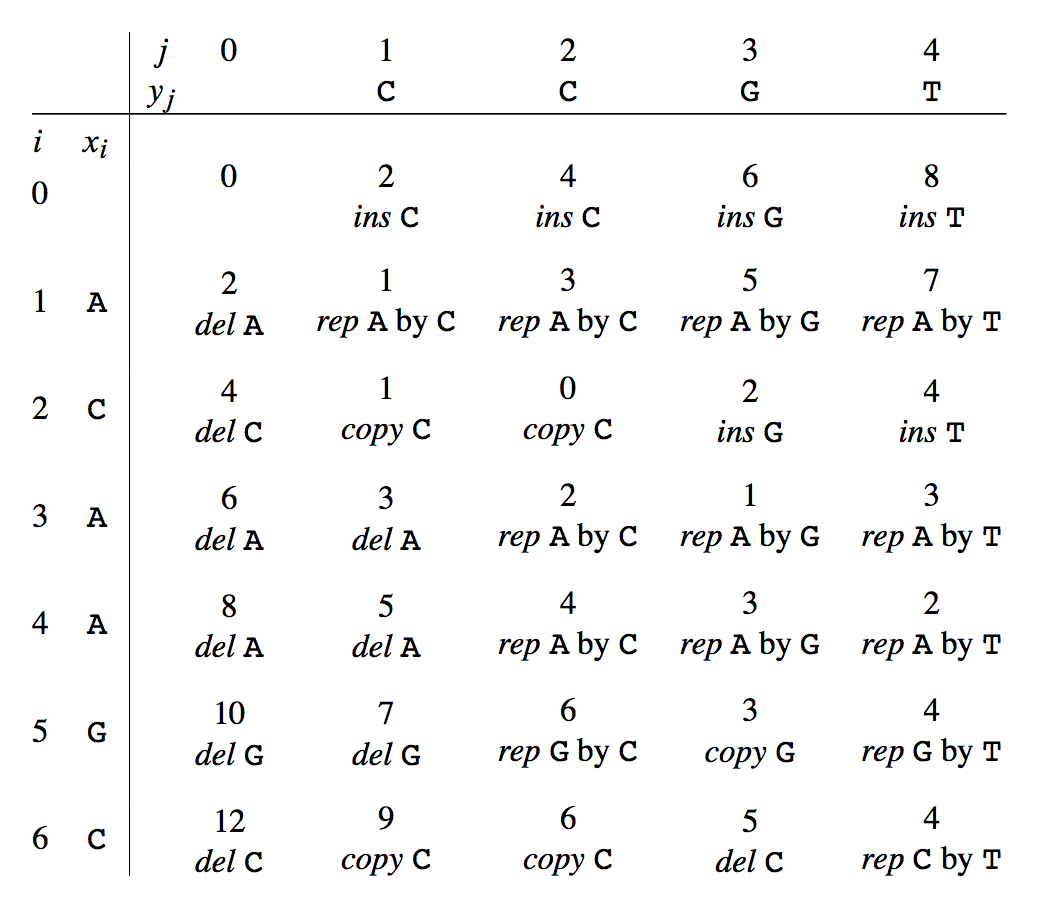 j 0 1 2 3 4
yj C C G T
i xi
0 0 2 4 6 8
ins C ins C ins G ins T
1 A 2 1 3 5 7
del A rep A by C rep A by C rep A by G rep A by T
2 C 4 1 0 2 4
del C copy C copy C ins G ins T
3 A 6 3 2 1 3
del A del A rep A by C rep A by G rep A by T
4 A 8 5 4 3 2
del A del A rep A by C rep A by G rep A by T
5 G 10 7 6 3 4
del G del G rep G by C copy G rep G by T
6 C 12 9 6 5 4
del C copy C copy C del C rep C by T